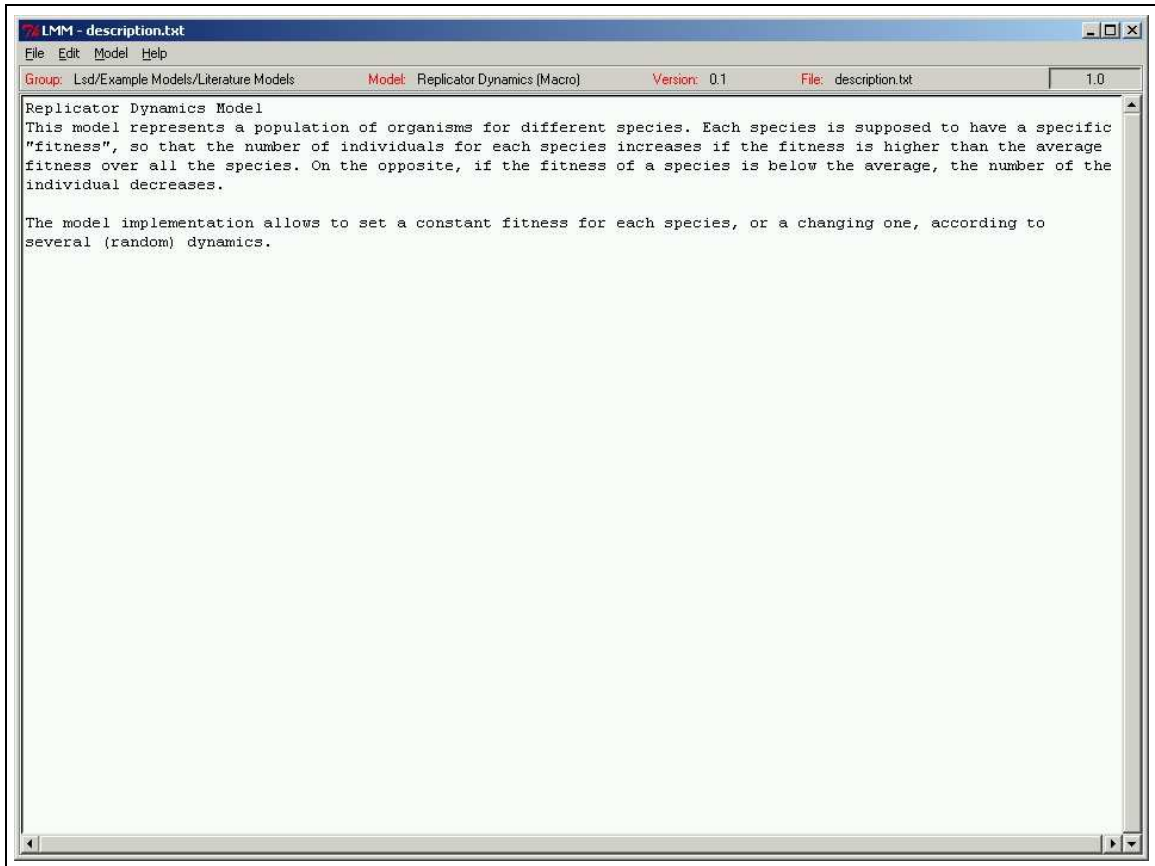 LMM - description.txt
File Edit Model Help
Group: Lsd/Example Models/Literature Models Model: Replicator Dynamics (Macro) Version: 0.1 File: description.txt 1.0
Replicator Dynamics Model
This model represents a population of organisms for different species. Each species is supposed to have a specific
"fitness", so that the number of individuals for each species increases if the fitness is higher than the average
fitness over all the species. On the opposite, if the fitness of a species is below the average, the number of the
individual decreases.
The model implementation allows to set a constant fitness for each species, or a changing one, according to
several (random) dynamics.